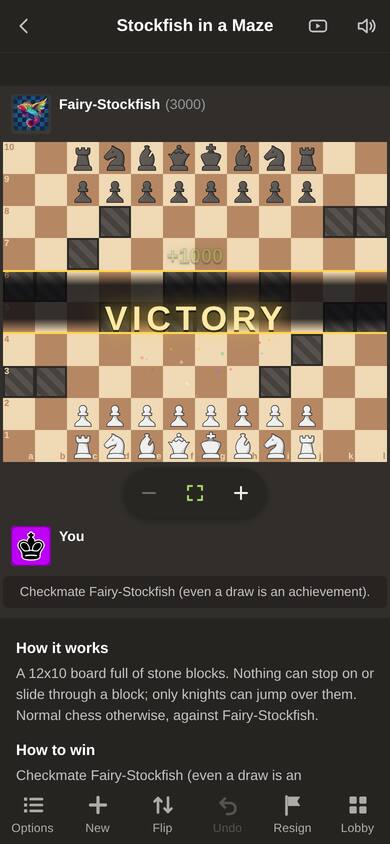 Stockfish in a Maze
Fairy-Stockfish (3000)
10
9
8
7
+1000
6
VICTORY
4
3
2
1
a b c d e f g h i j k l
You
Checkmate Fairy-Stockfish (even a draw is an achievement).
How it works
A 12x10 board full of stone blocks. Nothing can stop on or
slide through a block; only knights can jump over them.
Normal chess otherwise, against Fairy-Stockfish.
How to win
Checkmate Fairy-Stockfish (even a draw is an
Options New Flip Undo Resign Lobby